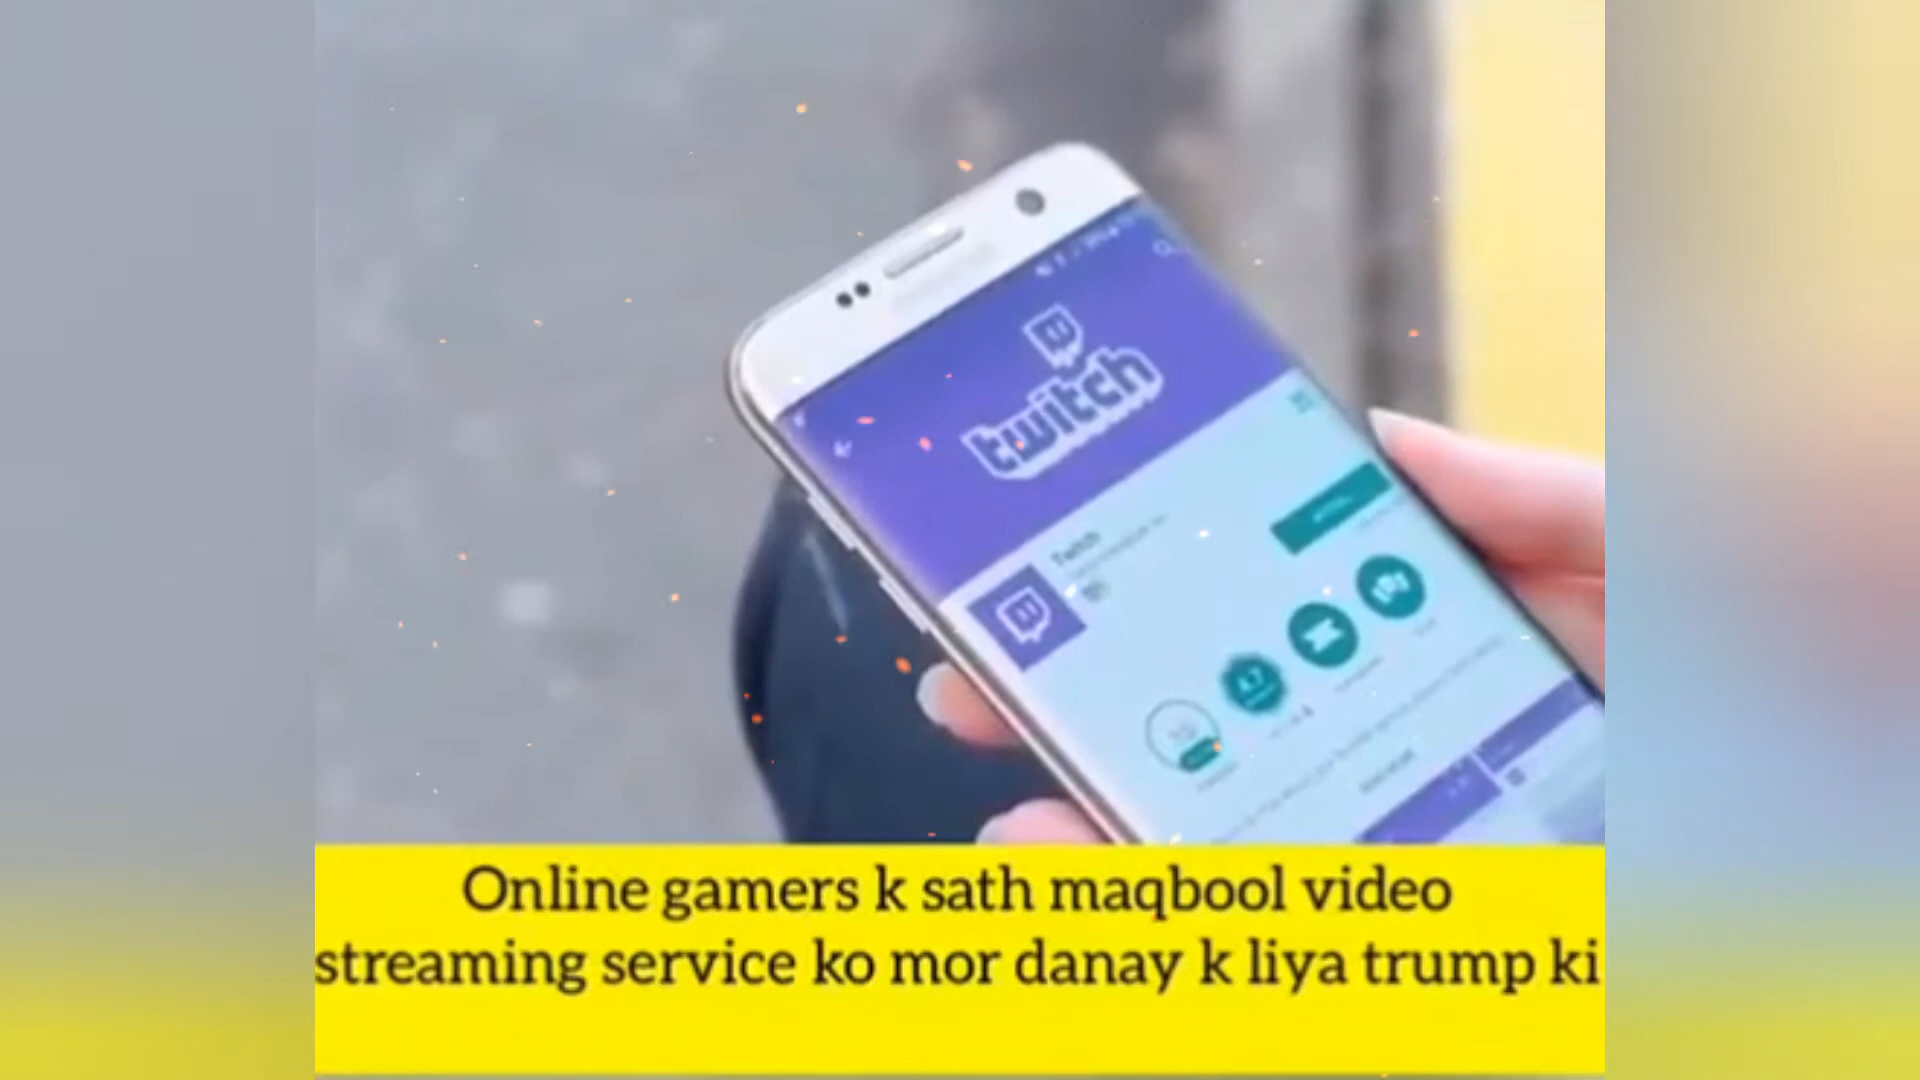 twitch
Twitch
Online gamers k sath maqbool video
streaming service ko mor danay k liya trump ki